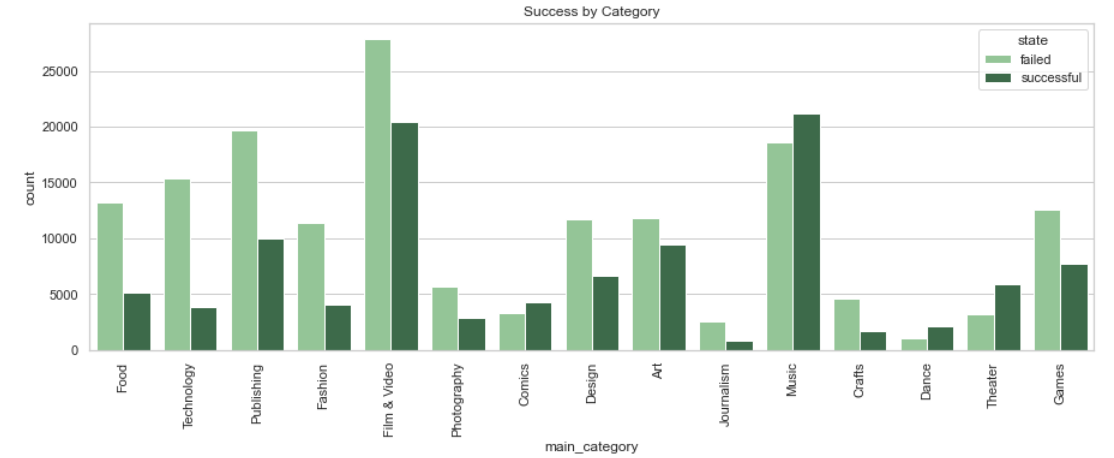 Success by Category
state
failed
successful
count
25000
20000
15000
10000
5000
0
Food
Technology
Publishing
Fashion
Film & Video
Photography
Comics
Design
Art
Journalism
Music
Crafts
Dance
Theater
Games
main_category